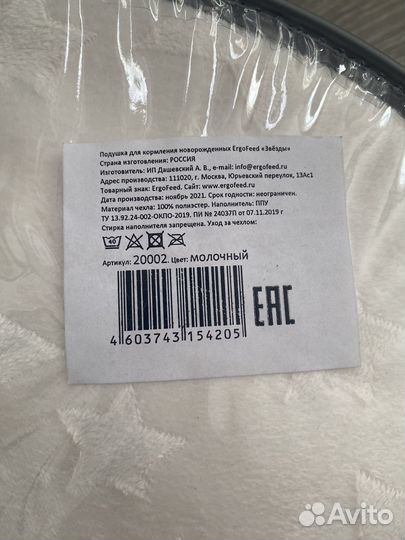 Подушка для кормления новорожденных ErgoFeed «Звёзды»
Страна изготовления: РОССИЯ
Изготовитель: ИП Дашевский А. В., e-mail: info@ergofeed.ru
Адрес производства: 111020, г. Москва, Юрьевский переулок, 13Ас1
Товарный знак: ErgoFeed. Сайт: www.ergofeed.ru
Дата производства: ноябрь 2021. Срок годности: неограничен.
Материал чехла: 100% полиэстер. Наполнитель: ППУ
ТУ 13.92.24-002-ОКПО-2019. ПИ № 24037П от 07.11.2019 г
Стирка наполнителя запрещена. Уход за чехлом:
40
Артикул: 20002. Цвет: МОЛОЧНЫЙ
4 603743 154205
ЕАС
Avito